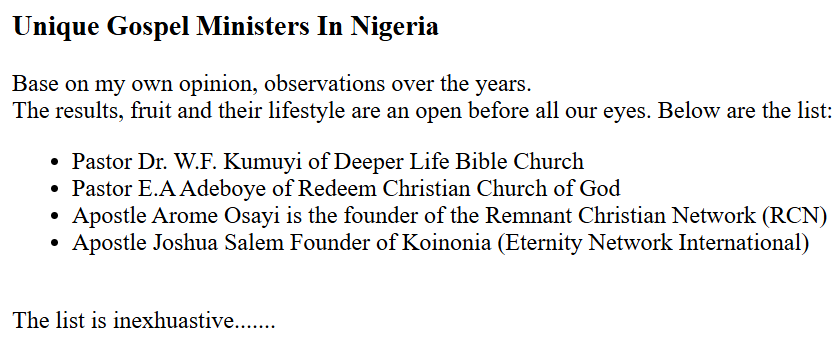 Unique Gospel Ministers In Nigeria
Base on my own opinion, observations over the years.
The results, fruit and their lifestyle are an open before all our eyes. Below are the list:
• Pastor Dr. W.F. Kumuyi of Deeper Life Bible Church
• Pastor E.A Adeboye of Redeem Christian Church of God
• Apostle Arome Osayi is the founder of the Remnant Christian Network (RCN)
• Apostle Joshua Salem Founder of Koinonia (Eternity Network International)
The list is inexhuastive.......